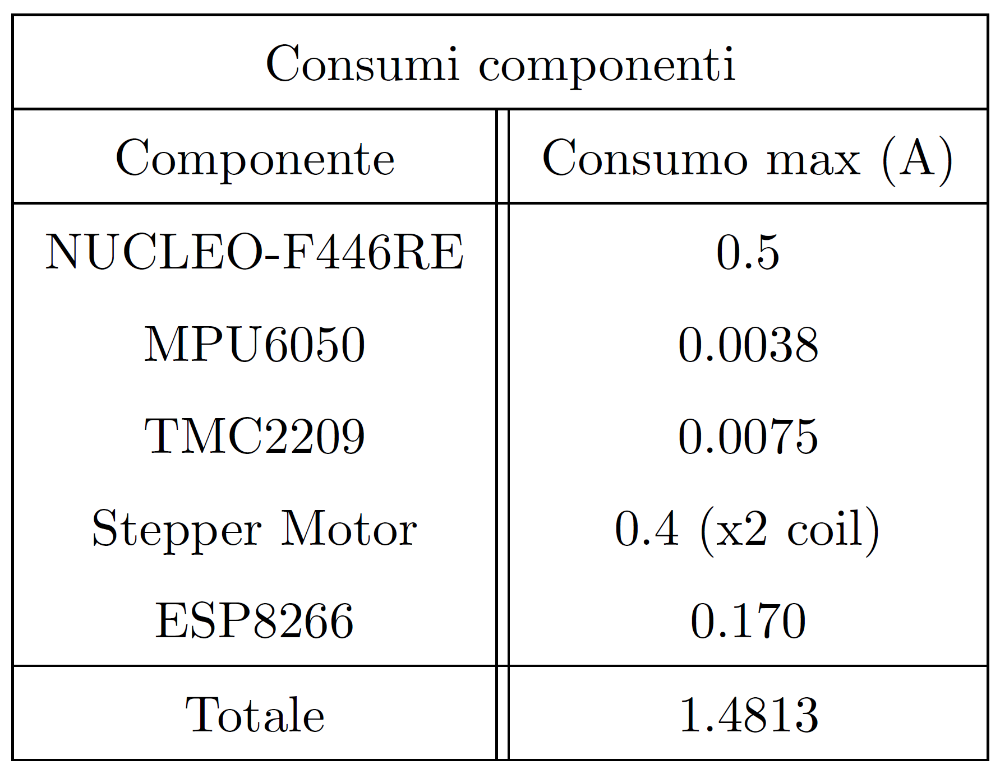 Consumi componenti
Componente Consumo max (A)
NUCLEO-F446RE 0.5
MPU6050 0.0038
TMC2209 0.0075
Stepper Motor 0.4 (x2 coil)
ESP8266 0.170
Totale 1.4813